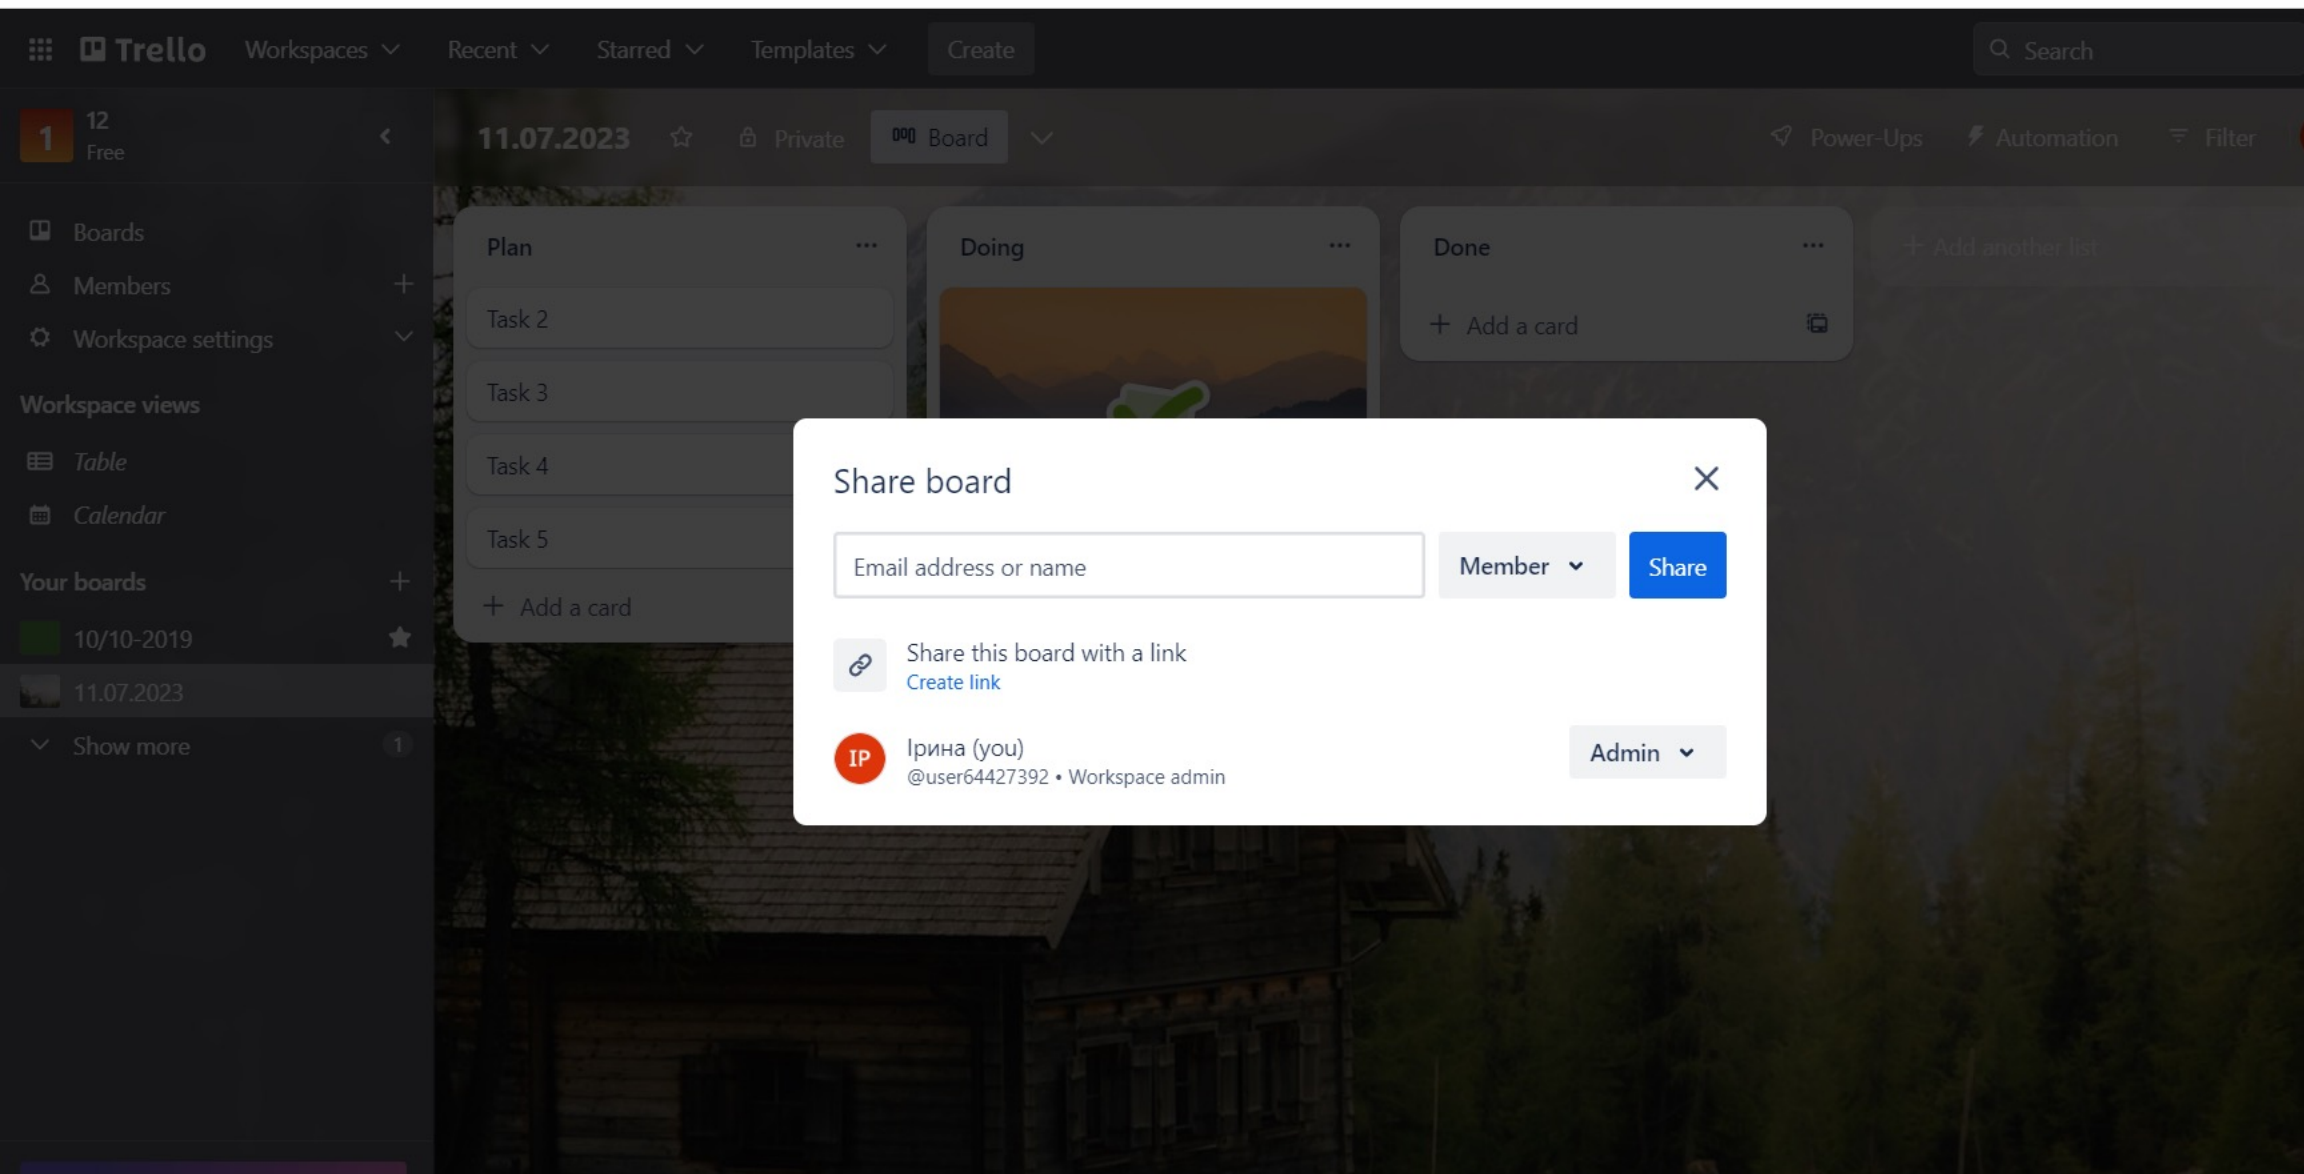 Trello
Workspaces
Recent
Starred
Templates
Create
Search
1
12
Free
11.07.2023
Private
Board
Power-Ups
Automation
Filter
Boards
Members
Workspace settings
Workspace views
Table
Calendar
Your boards
10/10-2019
11.07.2023
Show more
1
Plan
Task 2
Task 3
Task 4
Task 5
+ Add a card
Doing
Done
+ Add a card
+ Add another list
Share board
Email address or name
Member
Share
Share this board with a link
Create link
ІР
Ірина (you)
@user64427392 • Workspace admin
Admin